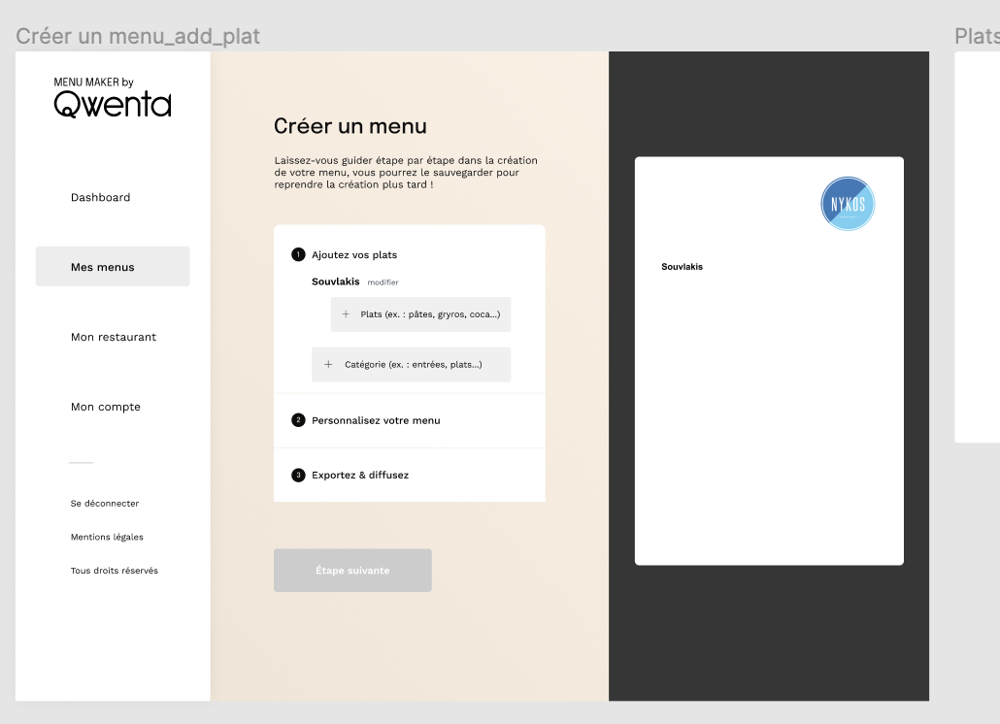 Créer un menu_add_plat
Plats
MENU MAKER by
Qwenta
Dashboard
Mes menus
Mon restaurant
Mon compte
Se déconnecter
Mentions légales
Tous droits réservés
Créer un menu
Laissez-vous guider étape par étape dans la création
de votre menu, vous pourrez le sauvegarder pour
reprendre la création plus tard !
1 Ajoutez vos plats
Souvlakis modifier
+ Plats (ex. : pâtes, gryros, coca...)
+ Catégorie (ex. : entrées, plats...)
2 Personnalisez votre menu
3 Exportez & diffusez
Étape suivante
NYKOS
Souvlakis